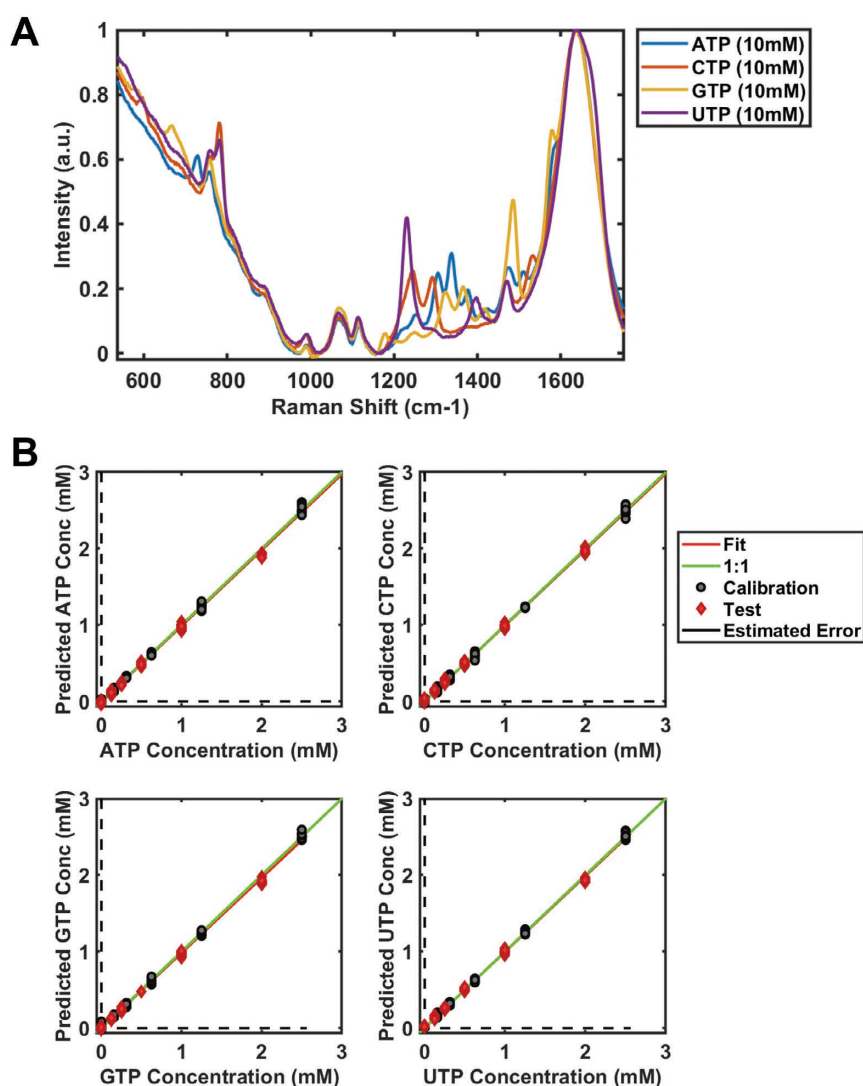 A
1
0.8
0.6
0.4
0.2
0
Intensity (a.u.)
600 800 1000 1200 1400 1600
Raman Shift (cm-1)
ATP (10mM)
CTP (10mM)
GTP (10mM)
UTP (10mM)
B
3
2
1
0
Predicted ATP Conc (mM)
0 1 2 3
ATP Concentration (mM)
3
2
1
0
Predicted CTP Conc (mM)
0 1 2 3
CTP Concentration (mM)
Fit
1:1
Calibration
Test
Estimated Error
3
2
1
0
Predicted GTP Conc (mM)
0 1 2 3
GTP Concentration (mM)
3
2
1
0
Predicted UTP Conc (mM)
0 1 2 3
UTP Concentration (mM)